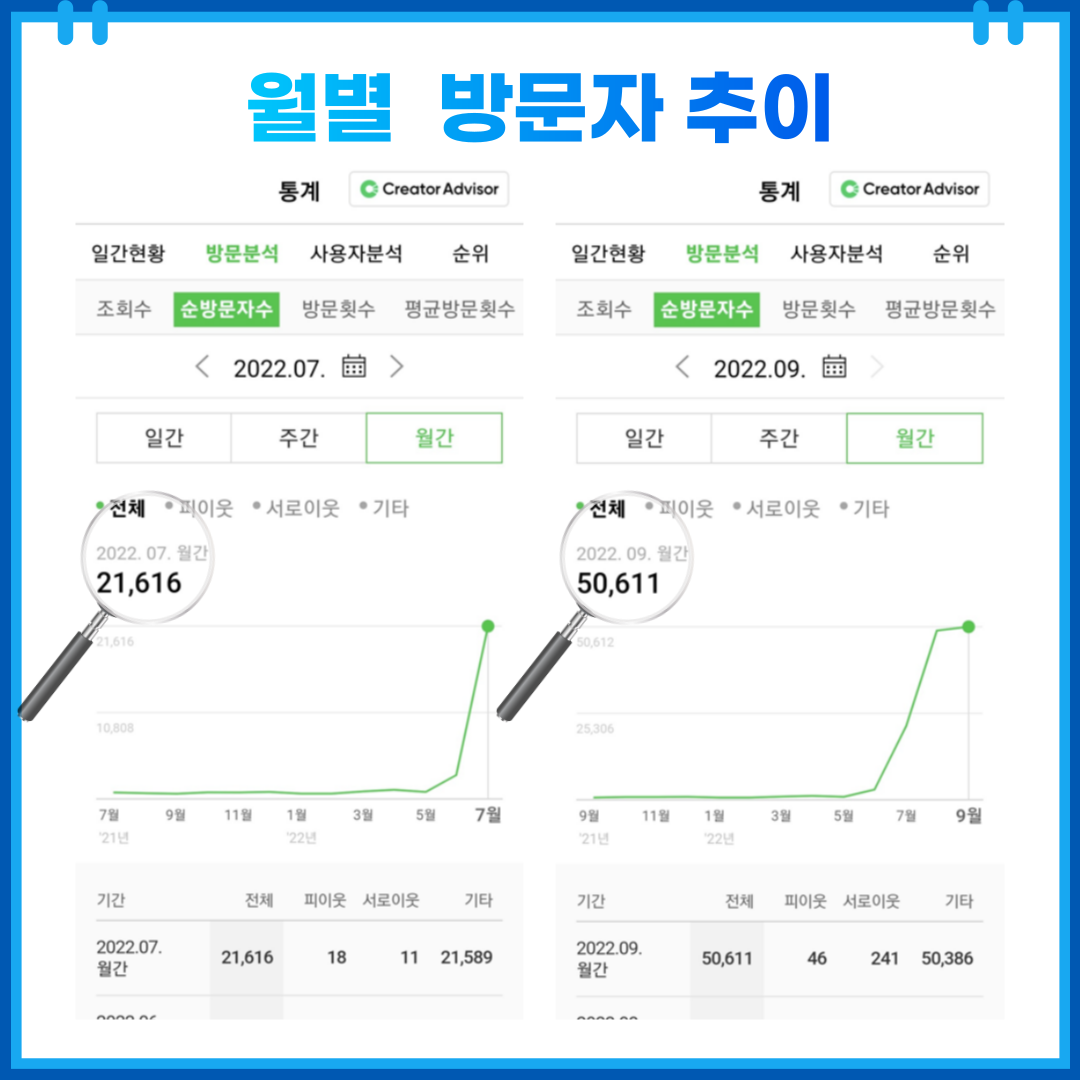 월별 방문자 추이
통계 Creator Advisor
일간현황 방문분석 사용자분석 순위
조회수 순방문자수 방문횟수 평균방문횟수
2022.07.
일간 주간 월간
전체 피이웃 서로이웃 기타
2022. 07. 월간
21,616
21,616
10,808
7월 9월 11월 1월 3월 5월 7월
'21년 '22년
기간 전체 피이웃 서로이웃 기타
2022.07.
월간 21,616 18 11 21,589
통계 Creator Advisor
일간현황 방문분석 사용자분석 순위
조회수 순방문자수 방문횟수 평균방문횟수
2022.09.
일간 주간 월간
전체 피이웃 서로이웃 기타
2022. 09. 월간
50,611
50,612
25,306
9월 11월 1월 3월 5월 7월 9월
'21년 '22년
기간 전체 피이웃 서로이웃 기타
2022.09.
월간 50,611 46 241 50,386